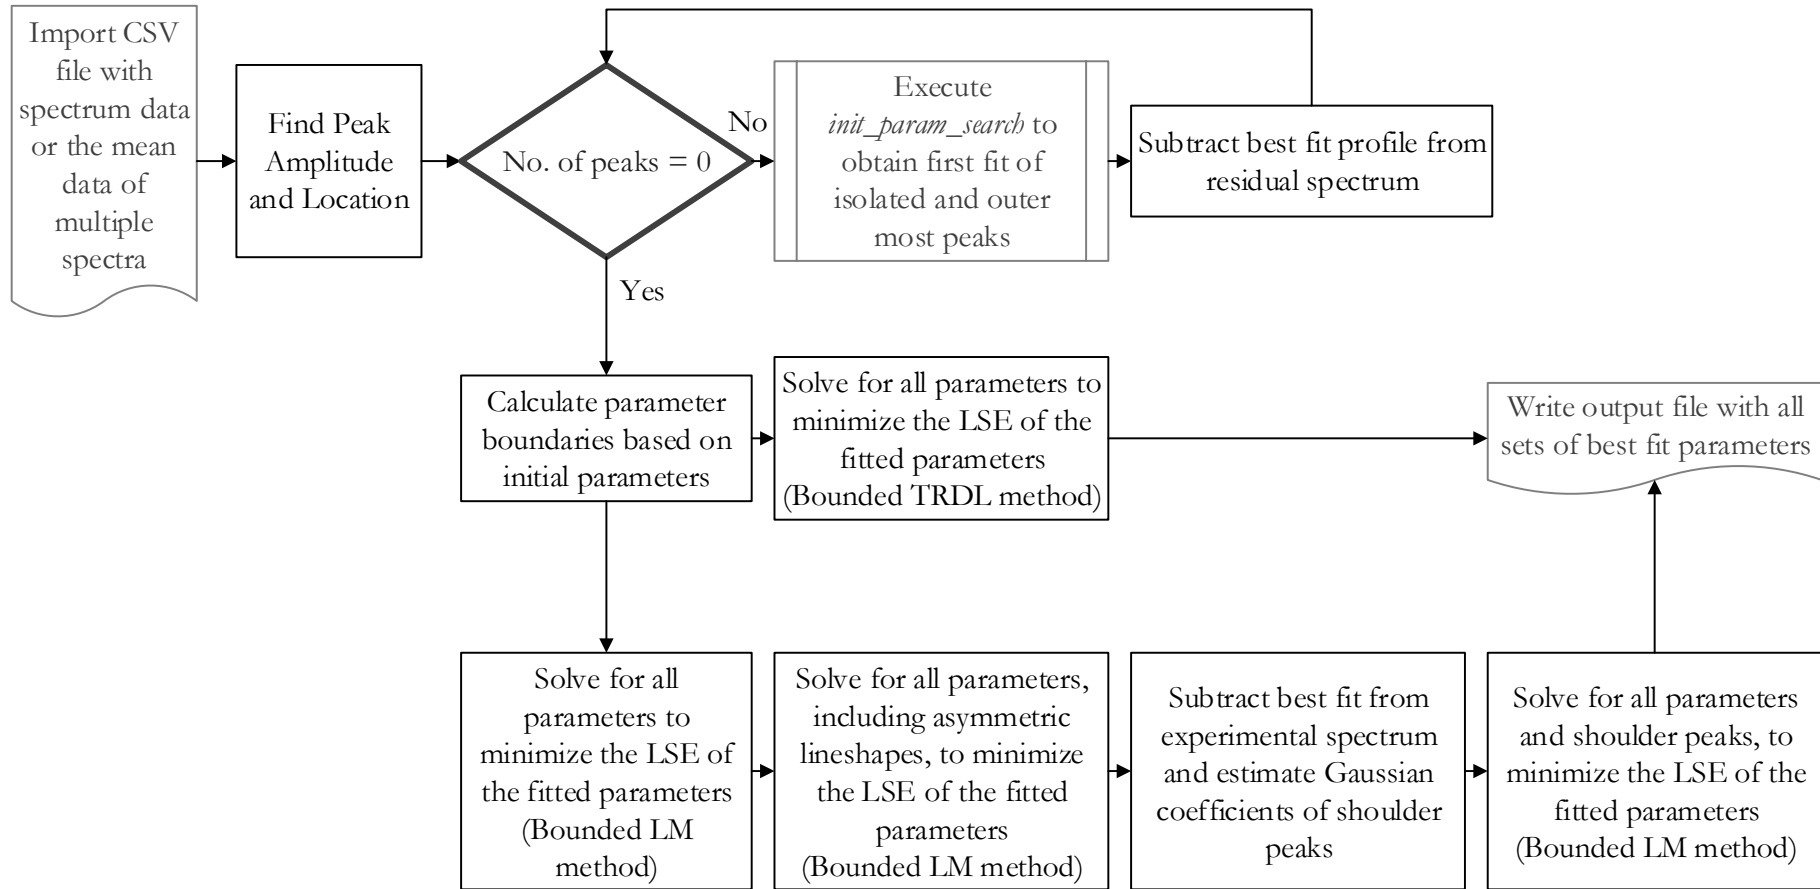 Import CSV
file with
spectrum data
or the mean
data of
multiple
spectra
Find Peak
Amplitude
and Location
No. of peaks = 0
No
Yes
Execute
init_param_search to
obtain first fit of
isolated and outer
most peaks
Subtract best fit profile from
residual spectrum
Calculate parameter
boundaries based on
initial parameters
Solve for all parameters to
minimize the LSE of the
fitted parameters
(Bounded TRDL method)
Write output file with all
sets of best fit parameters
Solve for all
parameters to
minimize the LSE of
the fitted parameters
(Bounded LM
method)
Solve for all parameters,
including asymmetric
lineshapes, to minimize
the LSE of the fitted
parameters
(Bounded LM method)
Subtract best fit from
experimental spectrum
and estimate Gaussian
coefficients of shoulder
peaks
Solve for all parameters
and shoulder peaks, to
minimize the LSE of the
fitted parameters
(Bounded LM method)